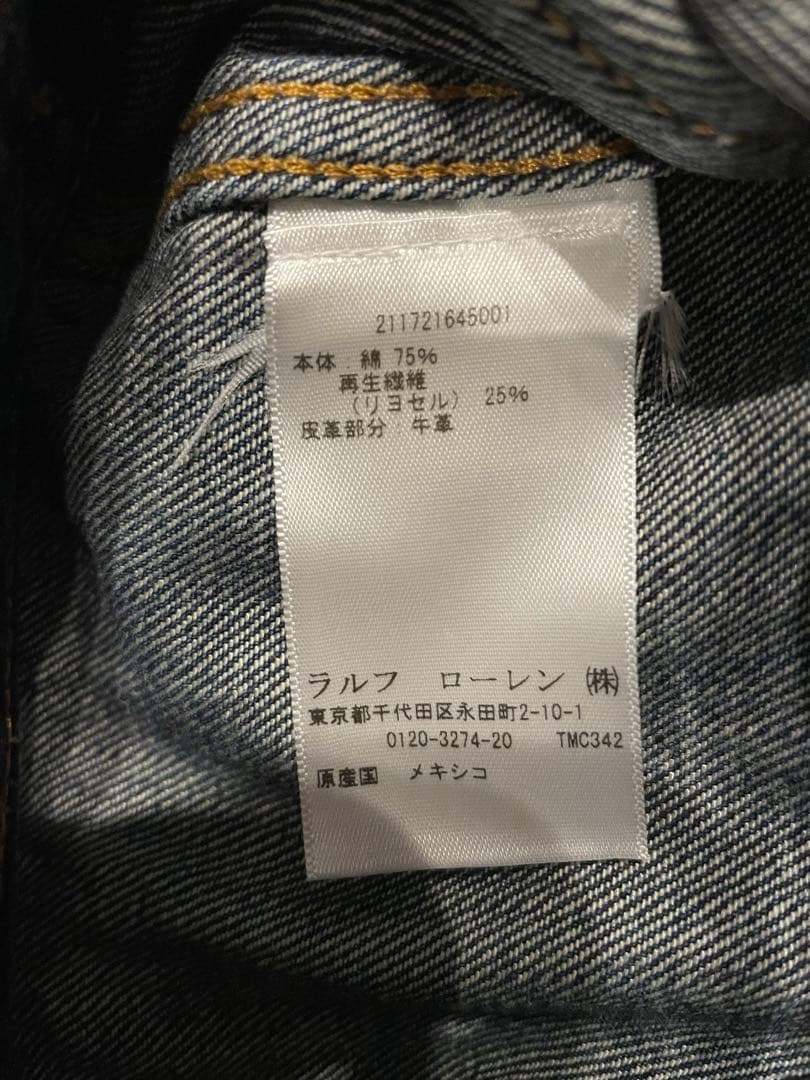 211721645001
本体 . 綿 75%
再生繊維
(リヨセル) 25%
皮革部分 . 牛革
ラルフ ローレン ㈱
東京都千代田区永田町2-10-1
0120-3274-20 TMC342
原産国 メキシコ